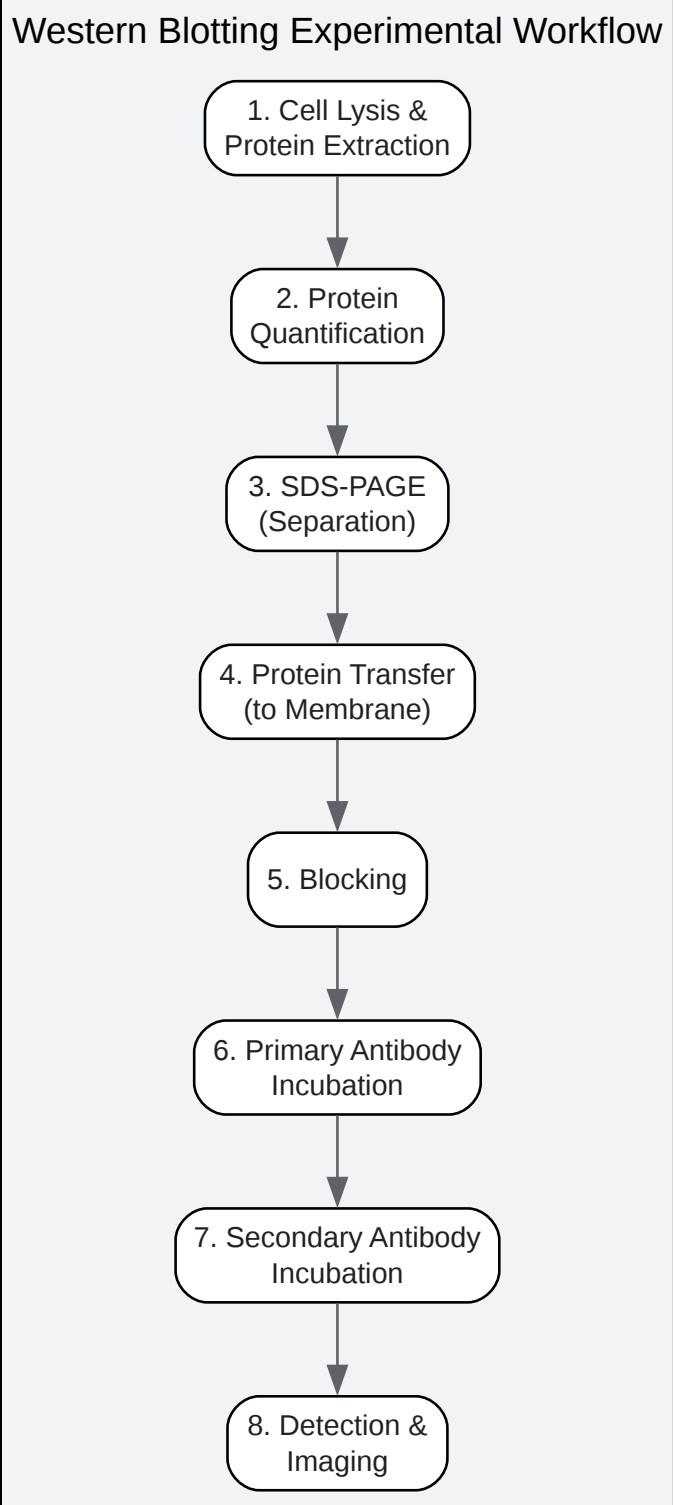 Western Blotting Experimental Workflow
1. Cell Lysis &
Protein Extraction
2. Protein
Quantification
3. SDS-PAGE
(Separation)
4. Protein Transfer
(to Membrane)
5. Blocking
6. Primary Antibody
Incubation
7. Secondary Antibody
Incubation
8. Detection &
Imaging